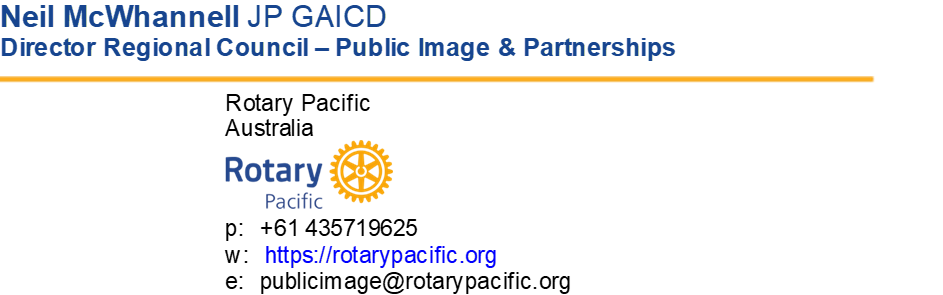 Neil McWhannell JP GAICD
Director Regional Council – Public Image & Partnerships
Rotary Pacific
Australia
Rotary
Pacific
p: +61 435719625
w: https://rotarypacific.org
e: publicimage@rotarypacific.org